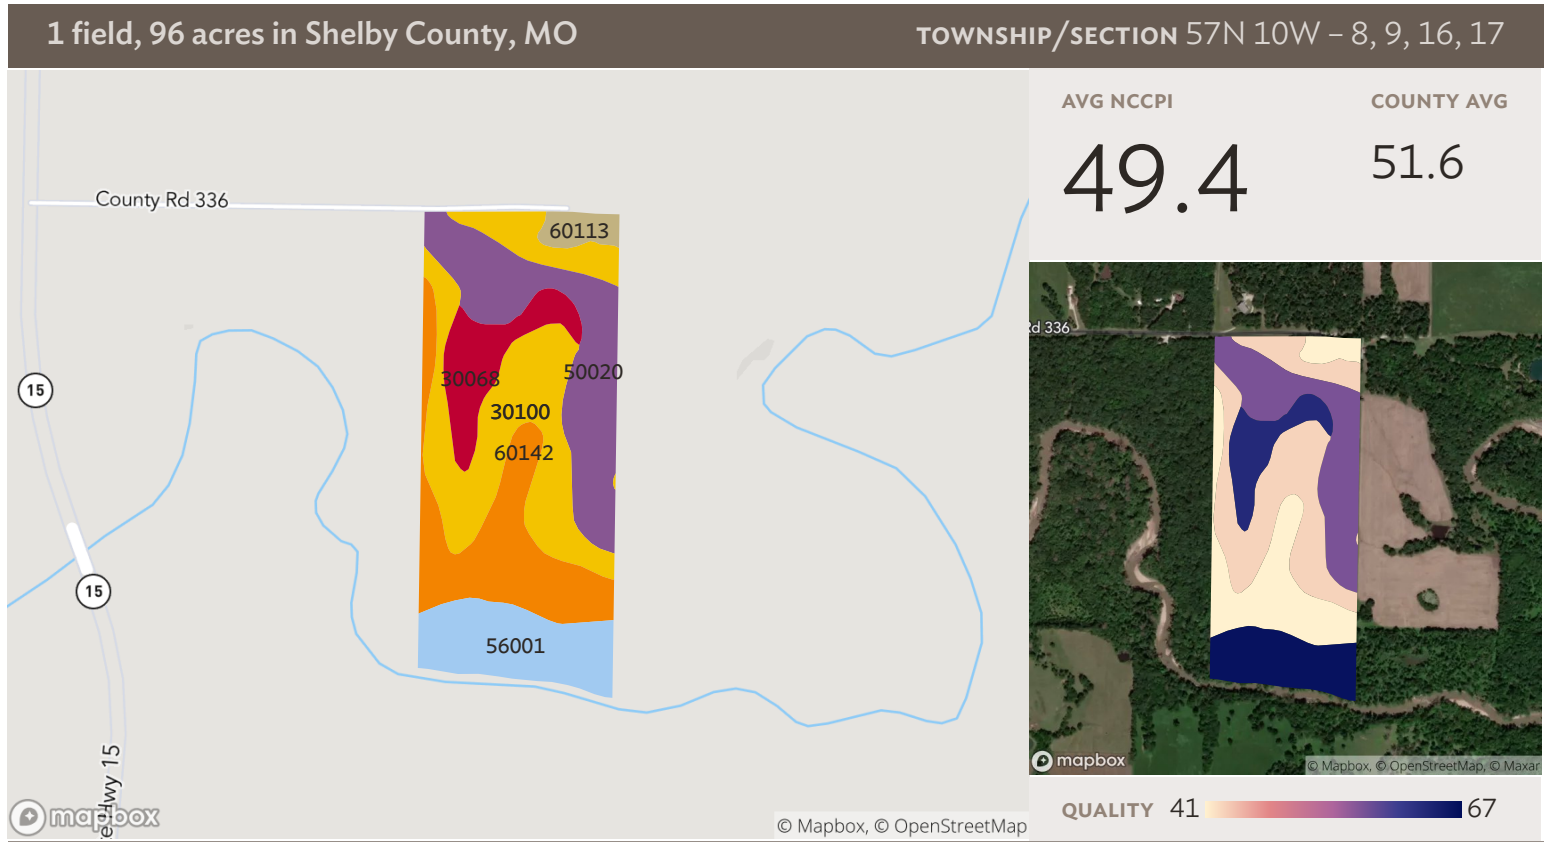 1 field, 96 acres in Shelby County, MO
TOWNSHIP/SECTION 57N 10W – 8, 9, 16, 17
AVG NCCPI
COUNTY AVG
49.4
51.6
County Rd 336
60113
30068
50020
30100
60142
56001
15
15
Hwy 15
mapbox
© Mapbox, © OpenStreetMap
Rd 336
mapbox
© Mapbox, © OpenStreetMap, © Maxar
QUALITY 41 67